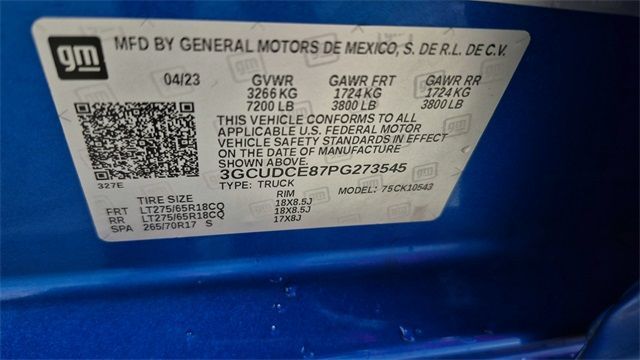 gm
MFD BY GENERAL MOTORS DE MEXICO, S. DE R.L. DE C.V.
04/23 GVWR GAWR FRT GAWR RR
3266 KG 1724 KG 1724 KG
7200 LB 3800 LB 3800 LB
THIS VEHICLE CONFORMS TO ALL
APPLICABLE U.S. FEDERAL MOTOR
VEHICLE SAFETY STANDARDS IN EFFECT
ON THE DATE OF MANUFACTURE
SHOWN ABOVE.
3GCUDCE87PG273545
327E TYPE: TRUCK MODEL: 75CK10543
TIRE SIZE RIM
FRT LT275/65R18CQ 18X8.5J
RR LT275/65R18CQ 18X8.5J
SPA 265/70R17 S 17X8J